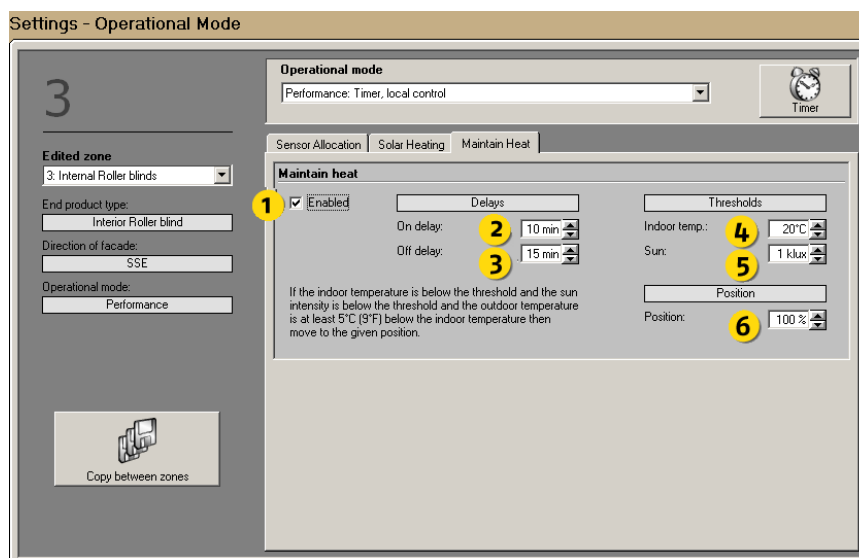 Settings - Operational Mode
3
Edited zone
3: Internal Roller blinds
End product type:
Interior Roller blind
Direction of facade:
SSE
Operational mode:
Performance
Copy between zones
Operational mode
Performance: Timer, local control
Timer
Sensor Allocation Solar Heating Maintain Heat
Maintain heat
1 Enabled
Delays
On delay: 2 10 min
Off delay: 3 15 min
Thresholds
Indoor temp.: 4 20°C
Sun: 5 1 klux
If the indoor temperature is below the threshold and the sun
intensity is below the threshold and the outdoor temperature
is at least 5°C (9°F) below the indoor temperature then
move to the given position.
Position
Position: 6 100 %